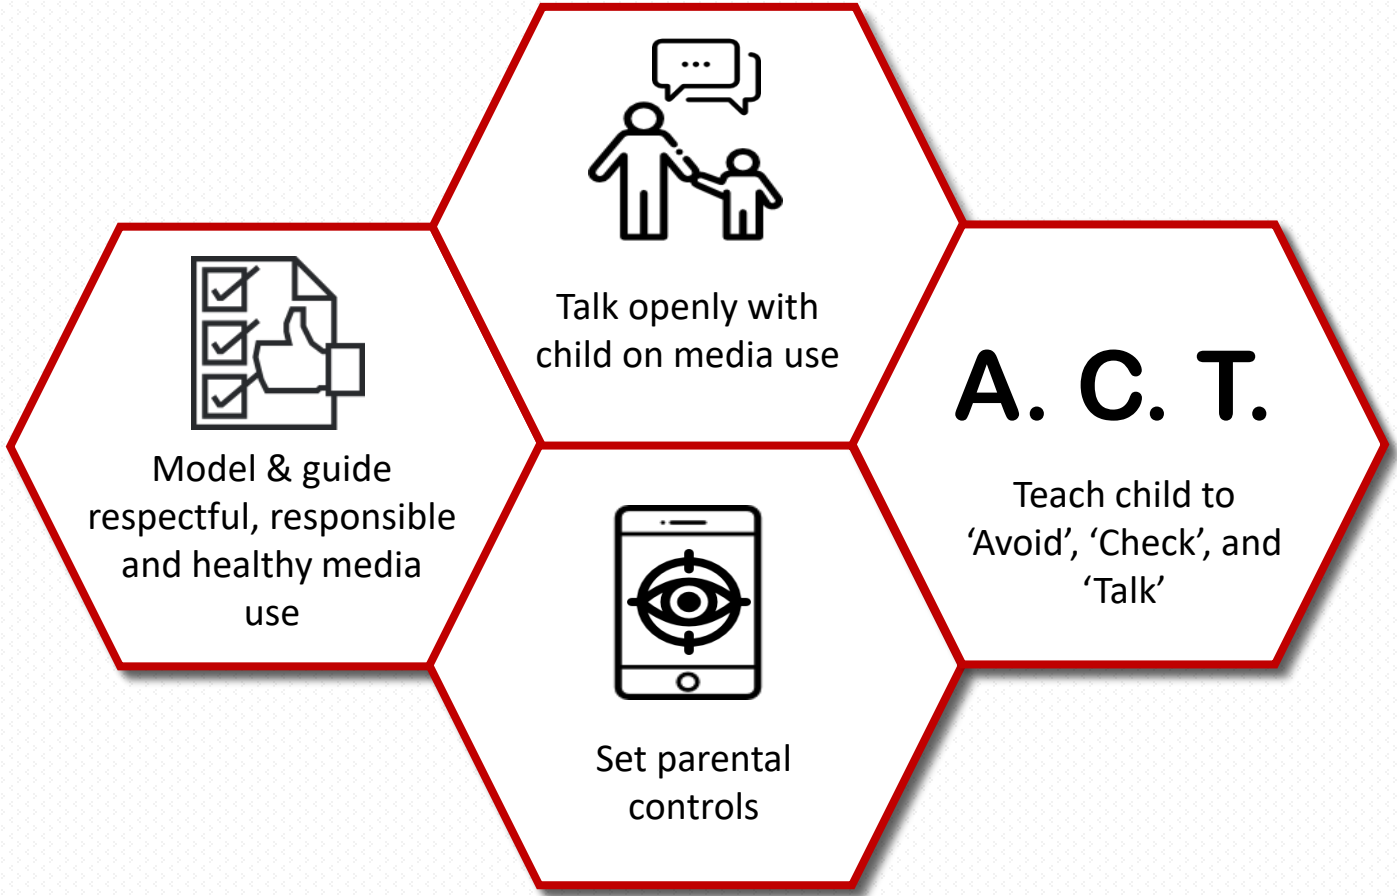 Talk openly with
child on media use
Model & guide
respectful, responsible
and healthy media
use
A. C. T.
Teach child to
‘Avoid’, ‘Check’, and
‘Talk’
Set parental
controls